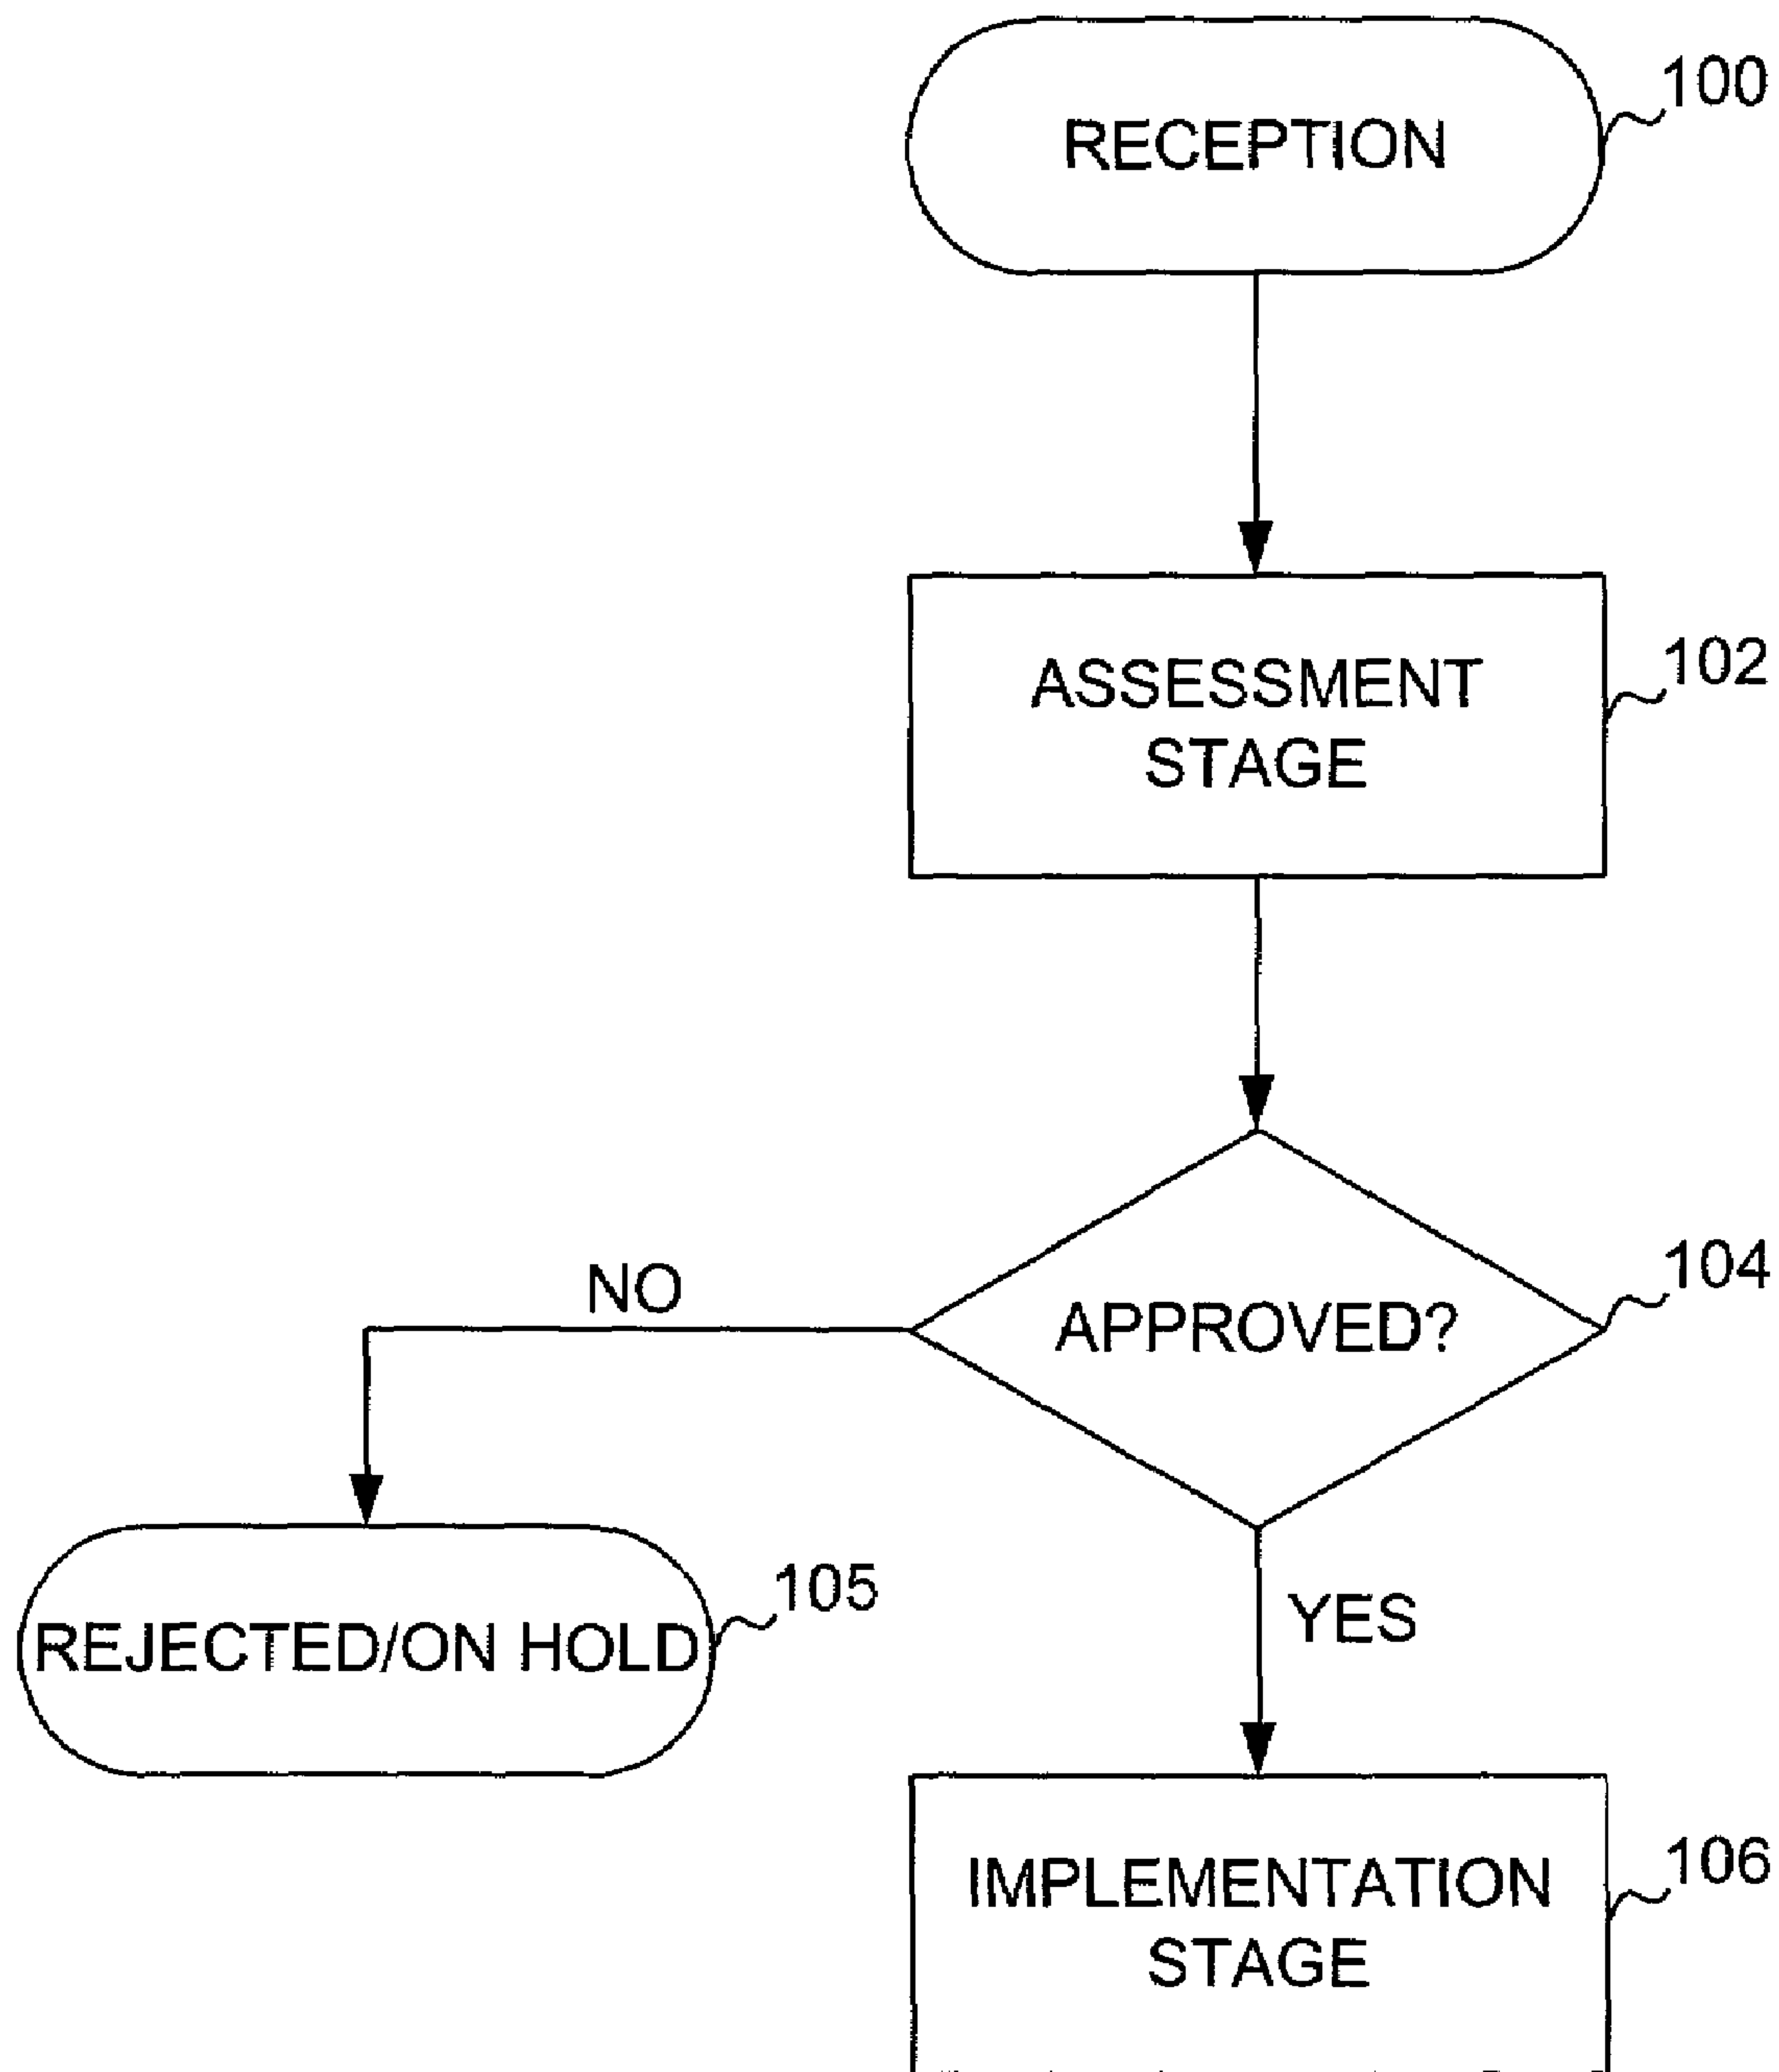 RECEPTION
100
ASSESSMENT
STAGE
102
APPROVED?
104
NO
YES
REJECTED/ON HOLD
105
IMPLEMENTATION
STAGE
106